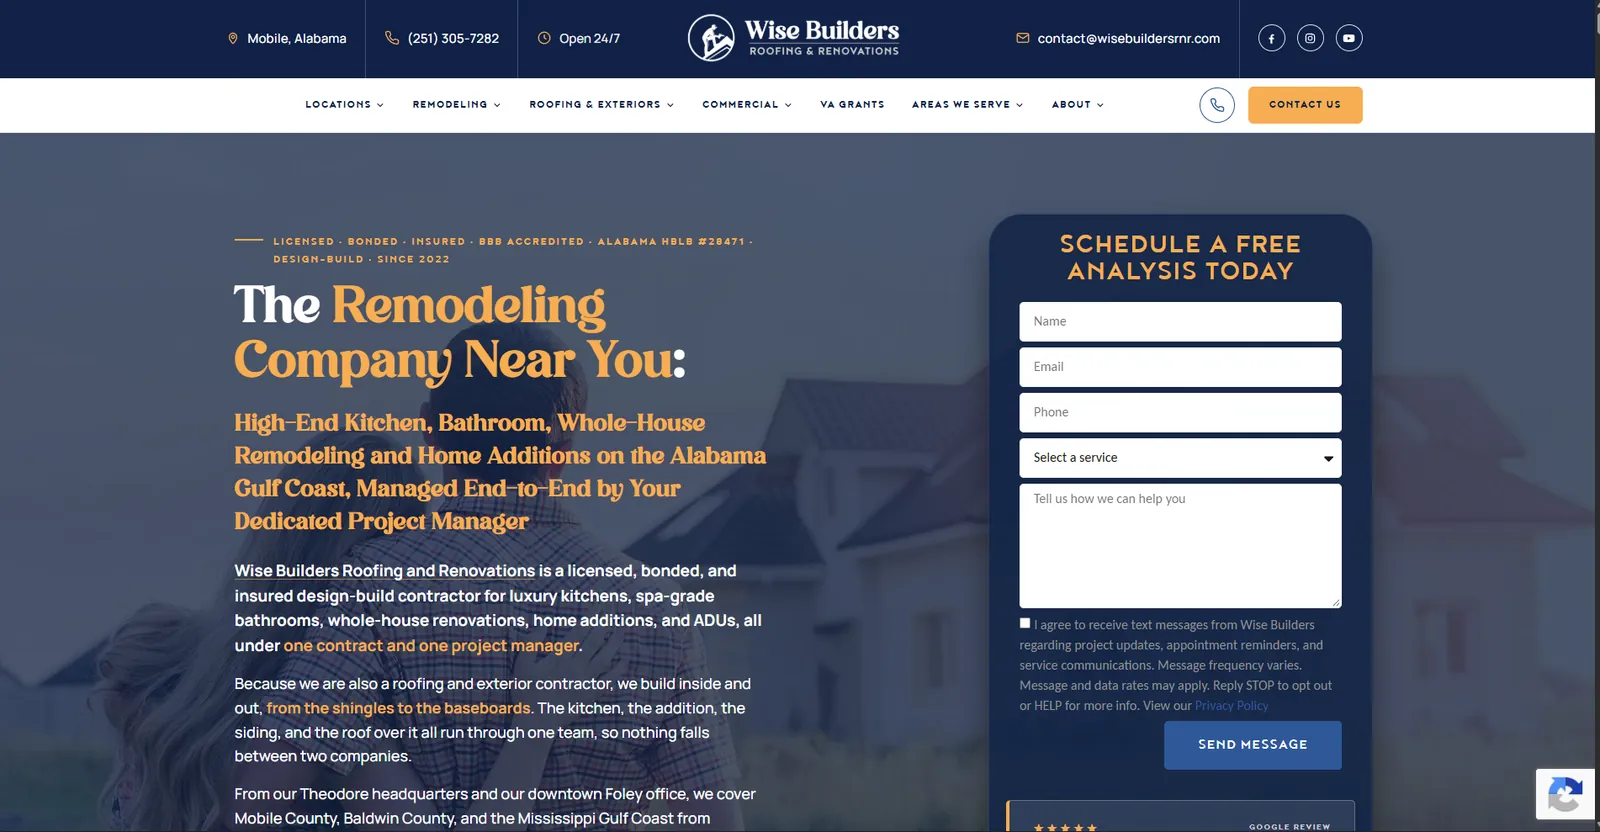 Mobile, Alabama
(251) 305-7282
Open 24/7
Wise Builders
ROOFING & RENOVATIONS
contact@wisebuildersrnr.com
LOCATIONS
REMODELING
ROOFING & EXTERIORS
COMMERCIAL
VA GRANTS
AREAS WE SERVE
ABOUT
CONTACT US
LICENSED · BONDED · INSURED · BBB ACCREDITED · ALABAMA HBLB #28471 ·
DESIGN-BUILD · SINCE 2022
The Remodeling
Company Near You:
High-End Kitchen, Bathroom, Whole-House
Remodeling and Home Additions on the Alabama
Gulf Coast, Managed End-to-End by Your
Dedicated Project Manager
Wise Builders Roofing and Renovations is a licensed, bonded, and
insured design-build contractor for luxury kitchens, spa-grade
bathrooms, whole-house renovations, home additions, and ADUs, all
under one contract and one project manager.
Because we are also a roofing and exterior contractor, we build inside and
out, from the shingles to the baseboards. The kitchen, the addition, the
siding, and the roof over it all run through one team, so nothing falls
between two companies.
From our Theodore headquarters and our downtown Foley office, we cover
Mobile County, Baldwin County, and the Mississippi Gulf Coast from
SCHEDULE A FREE
ANALYSIS TODAY
Name
Email
Phone
Select a service
Tell us how we can help you
I agree to receive text messages from Wise Builders
regarding project updates, appointment reminders, and
service communications. Message frequency varies.
Message and data rates may apply. Reply STOP to opt out
or HELP for more info. View our Privacy Policy
SEND MESSAGE
GOOGLE REVIEW